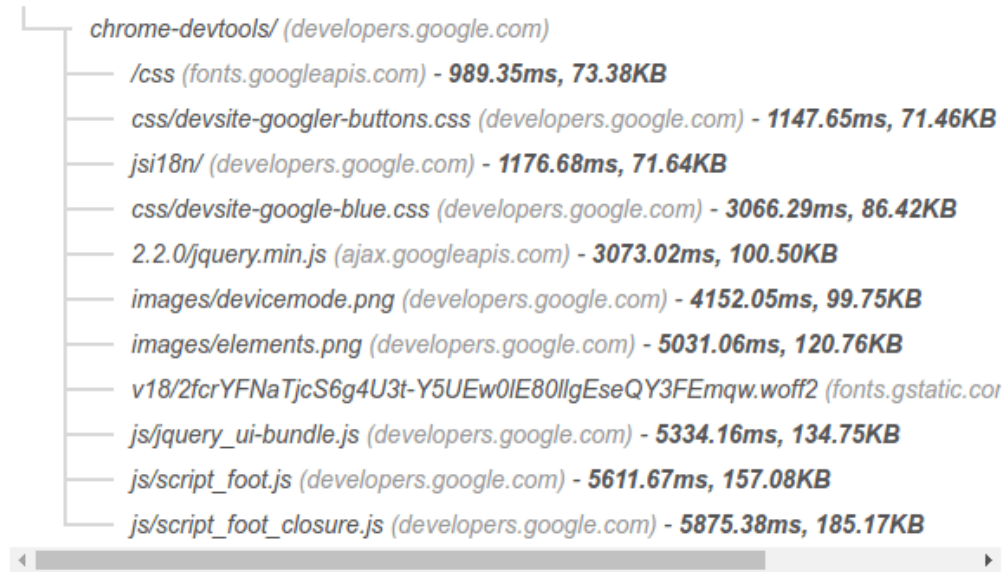 chrome-devtools/ (developers.google.com)
/css (fonts.googleapis.com) - 989.35ms, 73.38KB
css/devsite-googler-buttons.css (developers.google.com) - 1147.65ms, 71.46KB
jsi18n/ (developers.google.com) - 1176.68ms, 71.64KB
css/devsite-google-blue.css (developers.google.com) - 3066.29ms, 86.42KB
2.2.0/jquery.min.js (ajax.googleapis.com) - 3073.02ms, 100.50KB
images/devicemode.png (developers.google.com) - 4152.05ms, 99.75KB
images/elements.png (developers.google.com) - 5031.06ms, 120.76KB
v18/2fcrYFNaTjcS6g4U3t-Y5UEw0lE80llgEseQY3FEmqw.woff2 (fonts.gstatic.com
js/jquery_ui-bundle.js (developers.google.com) - 5334.16ms, 134.75KB
js/script_foot.js (developers.google.com) - 5611.67ms, 157.08KB
js/script_foot_closure.js (developers.google.com) - 5875.38ms, 185.17KB